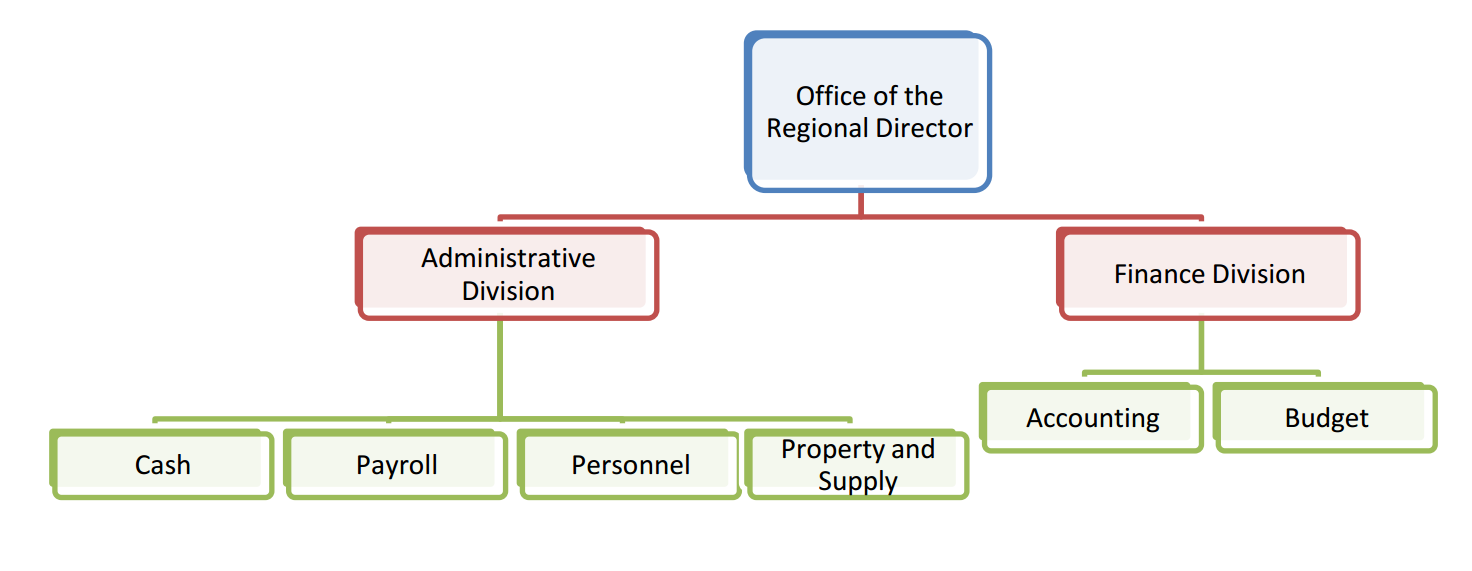 Office of the
Regional Director
Administrative
Division
Finance Division
Accounting
Budget
Cash
Payroll
Personnel
Property and
Supply